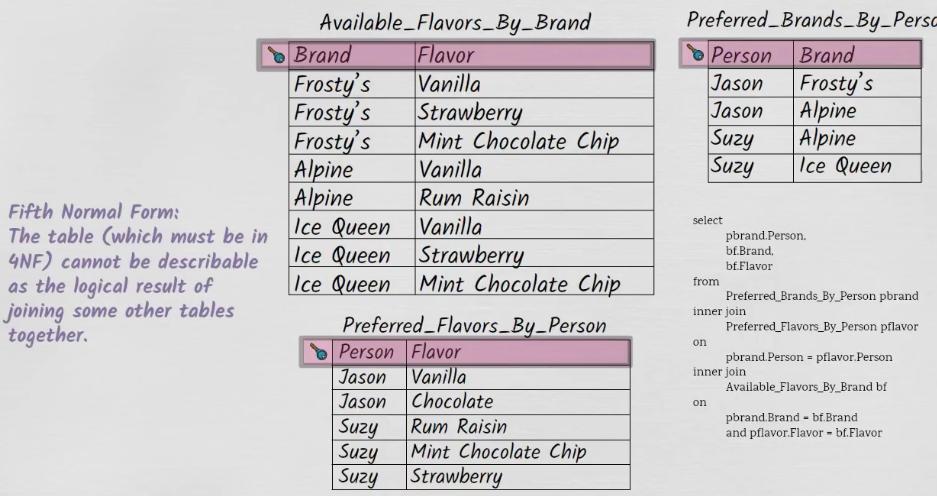 Available_Flavors_By_Brand
Brand Flavor
Frosty's Vanilla
Frosty's Strawberry
Frosty's Mint Chocolate Chip
Alpine Vanilla
Alpine Rum Raisin
Ice Queen Vanilla
Ice Queen Strawberry
Ice Queen Mint Chocolate Chip
Preferred_Brands_By_Perso
Person Brand
Jason Frosty's
Jason Alpine
Suzy Alpine
Suzy Ice Queen
Fifth Normal Form:
The table (which must be in
4NF) cannot be describable
as the logical result of
joining some other tables
together.
Preferred_Flavors_By_Person
Person Flavor
Jason Vanilla
Jason Chocolate
Suzy Rum Raisin
Suzy Mint Chocolate Chip
Suzy Strawberry
select
pbrand.Person,
bf.Brand,
bf.Flavor
from
Preferred_Brands_By_Person pbrand
inner join
Preferred_Flavors_By_Person pflavor
on
pbrand.Person = pflavor.Person
inner join
Available_Flavors_By_Brand bf
on
pbrand.Brand = bf.Brand
and pflavor.Flavor = bf.Flavor